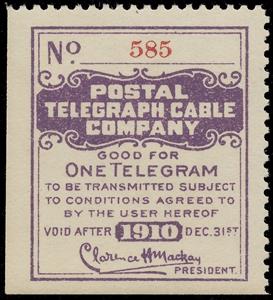 No. 585
POSTAL
TELEGRAPH-CABLE
COMPANY
GOOD FOR
ONE TELEGRAM
TO BE TRANSMITTED SUBJECT
TO CONDITIONS AGREED TO
BY THE USER HEREOF
VOID AFTER 1910 DEC. 31ST
Clarence H Mackay
PRESIDENT.